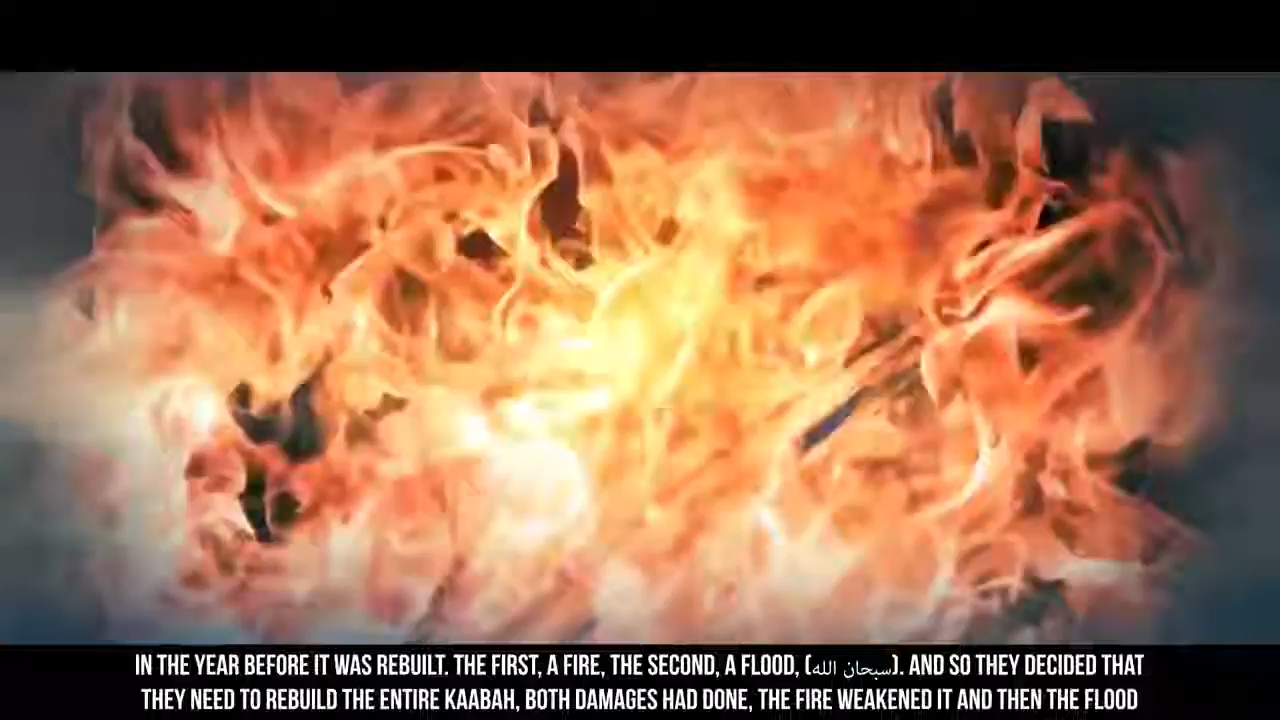 IN THE YEAR BEFORE IT WAS REBUILT. THE FIRST, A FIRE, THE SECOND, A FLOOD, (سبحان الله). AND SO THEY DECIDED THAT
THEY NEED TO REBUILD THE ENTIRE KAABAH, BOTH DAMAGES HAD DONE, THE FIRE WEAKENED IT AND THEN THE FLOOD